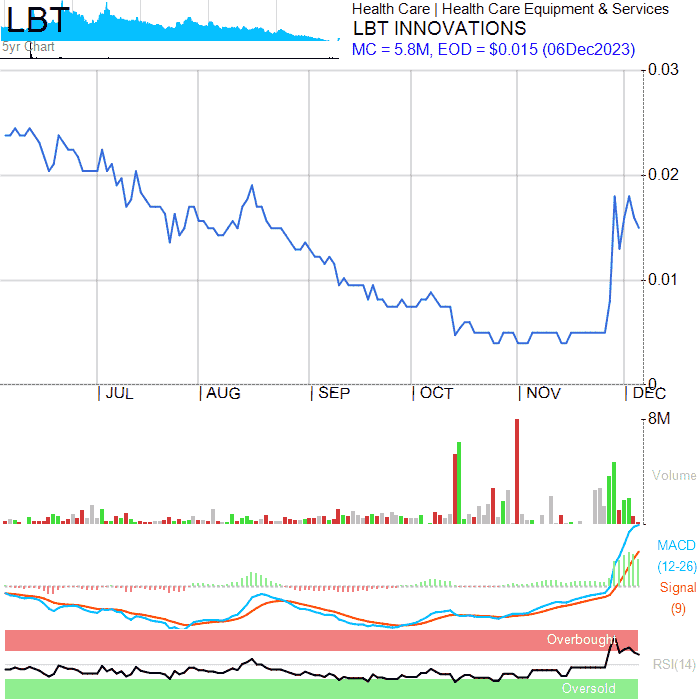 LBT
5yr Chart
Health Care | Health Care Equipment & Services
LBT INNOVATIONS
MC = 5.8M, EOD = $0.015 (06Dec2023)
0.03
0.02
0.01
0
| JUL | AUG | SEP | OCT | NOV | DEC
8M
Volume
MACD
(12-26)
Signal
(9)
Overbought
RSI(14)
Oversold